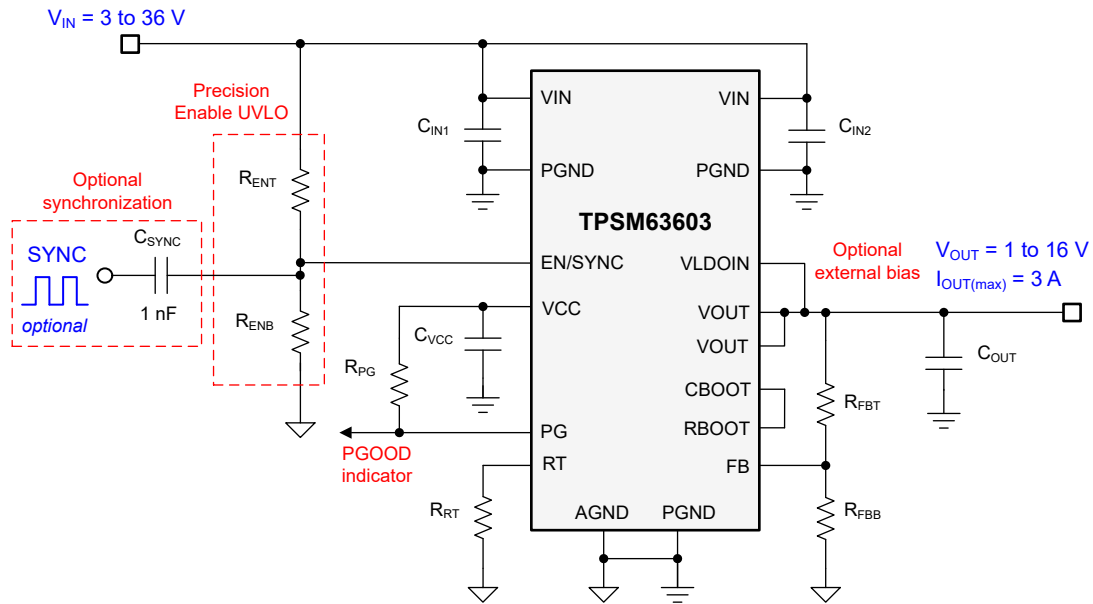 VIN = 3 to 36 V
Precision
Enable UVLO
VIN
VIN
CIN1
CIN2
PGND
PGND
RENT
TPSM63603
Optional
synchronization
CSYNC
SYNC
optional
1 nF
EN/SYNC
VLDOIN
Optional
external bias
VOUT = 1 to 16 V
IOUT(max) = 3 A
RENB
VCC
VOUT
CVCC
VOUT
COUT
RPG
CBOOT
RFBT
RBOOT
PG
PGOOD
indicator
RT
FB
RRT
AGND
PGND
RFBB